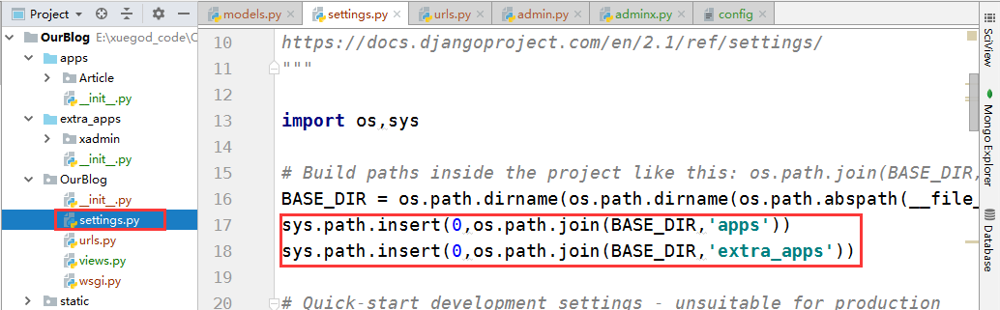 Project
models.py
settings.py
urls.py
admin.py
adminx.py
config
OurBlog E:\xuegod_code\
apps
Article
__init__.py
extra_apps
xadmin
__init__.py
OurBlog
__init__.py
settings.py
urls.py
views.py
wsgi.py
static
10 https://docs.djangoproject.com/en/2.1/ref/settings/
11 """
12
13 import os,sys
14
15 # Build paths inside the project like this: os.path.join(BASE_DIR,
16 BASE_DIR = os.path.dirname(os.path.dirname(os.path.abspath(__file_
17 sys.path.insert(0,os.path.join(BASE_DIR,'apps'))
18 sys.path.insert(0,os.path.join(BASE_DIR,'extra_apps'))
19
20 # Quick-start development settings - unsuitable for production
SciView
Mongo Explorer
Database